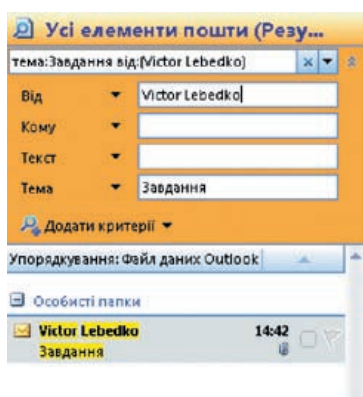 Усі елементи пошти (Резу...
тема:Завдання від:(Victor Lebedko)
Від Victor Lebedko
Кому
Текст
Тема Завдання
Додати критерії
Упорядкування: Файл даних Outlook
Особисті папки
Victor Lebedko 14:42
Завдання